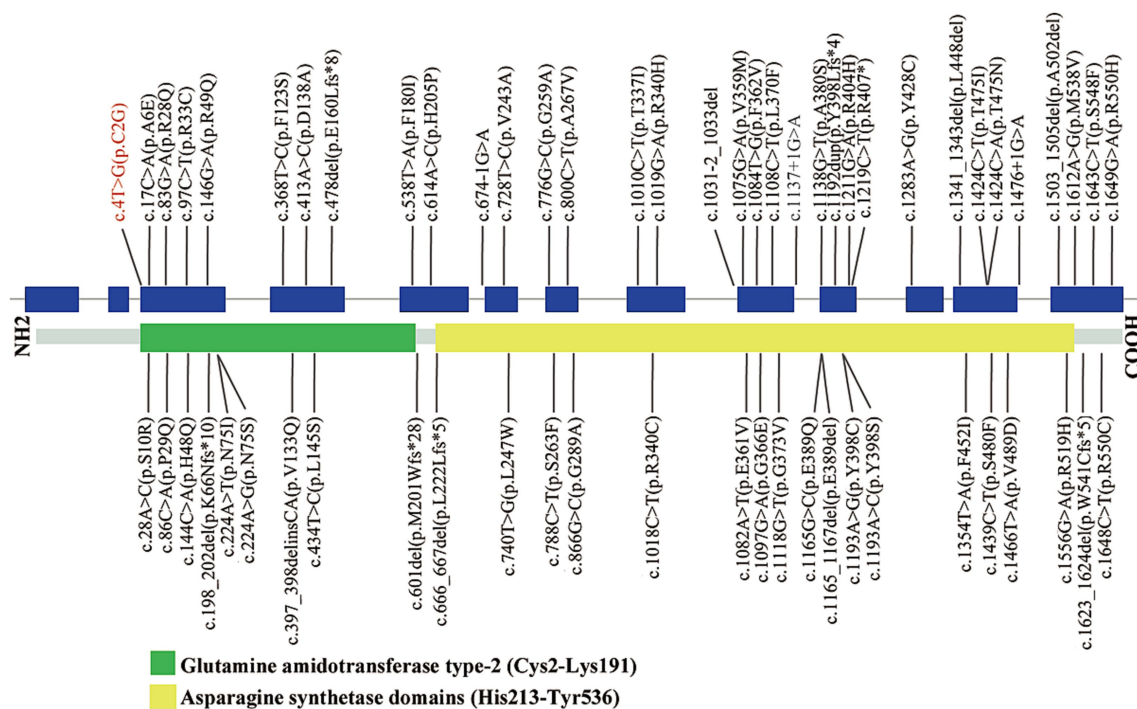 c.4T>G(p.C2G)
c.17C>A(p.A6E)
c.83G>A(p.R28Q)
c.97C>T(p.R33C)
c.146G>A(p.R49Q)
c.368T>C(p.F123S)
c.413A>C(p.D138A)
c.478del(p.E160Lfs*8)
c.538T>A(p.F180I)
c.614A>C(p.H205P)
c.674-1G>A
c.728T>C(p.V243A)
c.776G>C(p.G259A)
c.800C>T(p.A267V)
c.1010C>T(p.T337I)
c.1019G>A(p.R340H)
c.1031-2_1033del
c.1075G>A(p.V359M)
c.1084T>G(p.F362V)
c.1108C>T(p.L370F)
c.1137+1G>A
c.1138G>T(p.A380S)
c.1192dup(p.Y398Lfs*4)
c.1211G>A(p.R404H)
c.1219C>T(p.R407*)
c.1283A>G(p.Y428C)
c.1341_1343del(p.L448del)
c.1424C>T(p.T475I)
c.1424C>A(p.T475N)
c.1476+1G>A
c.1503_1505del(p.A502del)
c.1612A>G(p.M538V)
c.1643C>T(p.S548F)
c.1649G>A(p.R550H)
NH2
COOH
c.28A>C(p.S10R)
c.86C>A(p.P29Q)
c.144C>A(p.H48Q)
c.198_202del(p.K66Nfs*10)
c.224A>T(p.N75I)
c.224A>G(p.N75S)
c.397_398delinsCA(p.V133Q)
c.434T>C(p.L145S)
c.601del(p.M201Wfs*28)
c.666_667del(p.L222Lfs*5)
c.740T>G(p.L247W)
c.788C>T(p.S263F)
c.866G>C(p.G289A)
c.1018C>T(p.R340C)
c.1082A>T(p.E361V)
c.1097G>A(p.G366E)
c.1118G>T(p.G373V)
c.1165G>C(p.E389Q)
c.1165_1167del(p.E389del)
c.1193A>G(p.Y398C)
c.1193A>C(p.Y398S)
c.1354T>A(p.F452I)
c.1439C>T(p.S480F)
c.1466T>A(p.V489D)
c.1556G>A(p.R519H)
c.1623_1624del(p.W541Cfs*5)
c.1648C>T(p.R550C)
Glutamine amidotransferase type-2 (Cys2-Lys191)
Asparagine synthetase domains (His213-Tyr536)